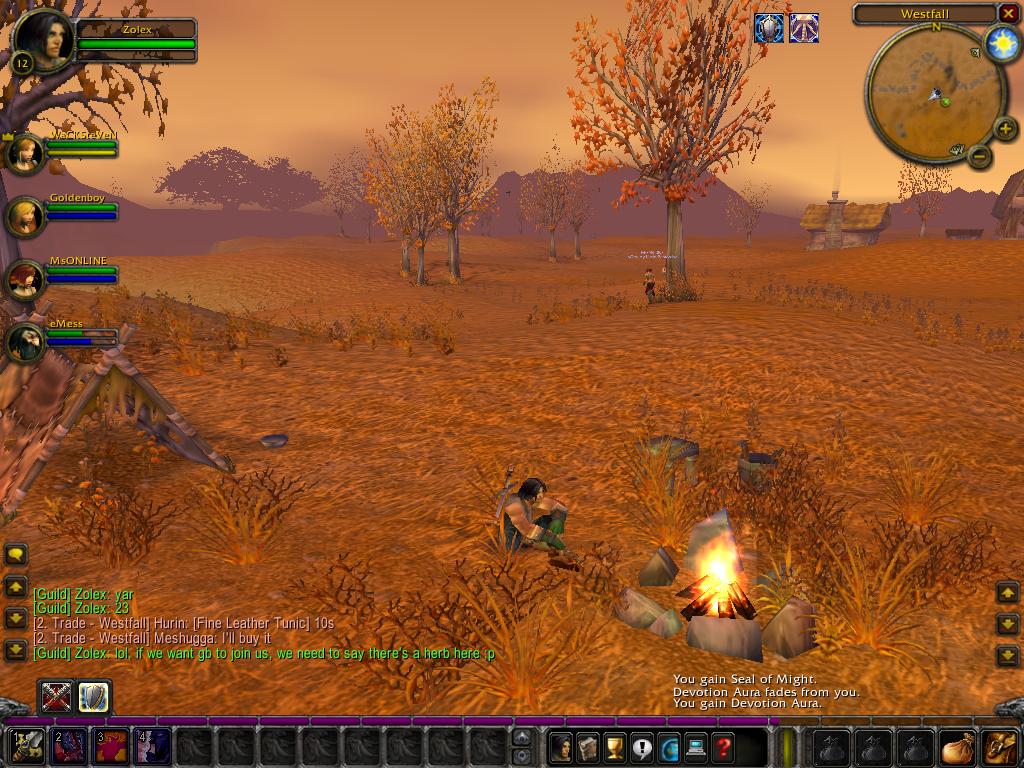 Zolex
12
WaCKSteVeN
Goldenboy
MsONLINE
eMess
Westfall
N
[Guild] Zolex: yar
[Guild] Zolex: 23
[2. Trade - Westfall] Hurin: [Fine Leather Tunic] 10s
[2. Trade - Westfall] Meshugga: I'll buy it
[Guild] Zolex: lol, if we want gb to join us, we need to say there's a herb here :p
You gain Seal of Might.
Devotion Aura fades from you.
You gain Devotion Aura.
1 2 3 4